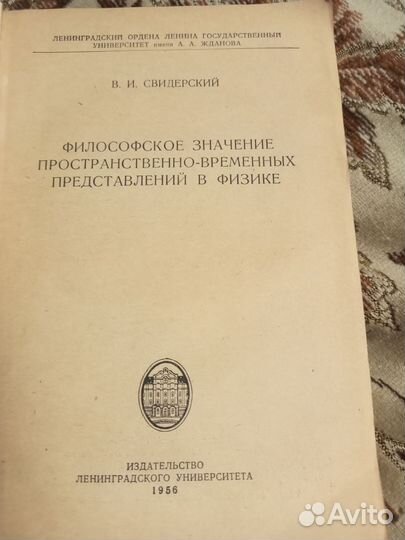 ЛЕНИНГРАДСКИЙ ОРДЕНА ЛЕНИНА ГОСУДАРСТВЕННЫЙ
УНИВЕРСИТЕТ имени А. А. ЖДАНОВА
В. И. СВИДЕРСКИЙ
ФИЛОСОФСКОЕ ЗНАЧЕНИЕ
ПРОСТРАНСТВЕННО-ВРЕМЕННЫХ
ПРЕДСТАВЛЕНИЙ В ФИЗИКЕ
ИЗДАТЕЛЬСТВО
ЛЕНИНГРАДСКОГО УНИВЕРСИТЕТА
1956
Avito